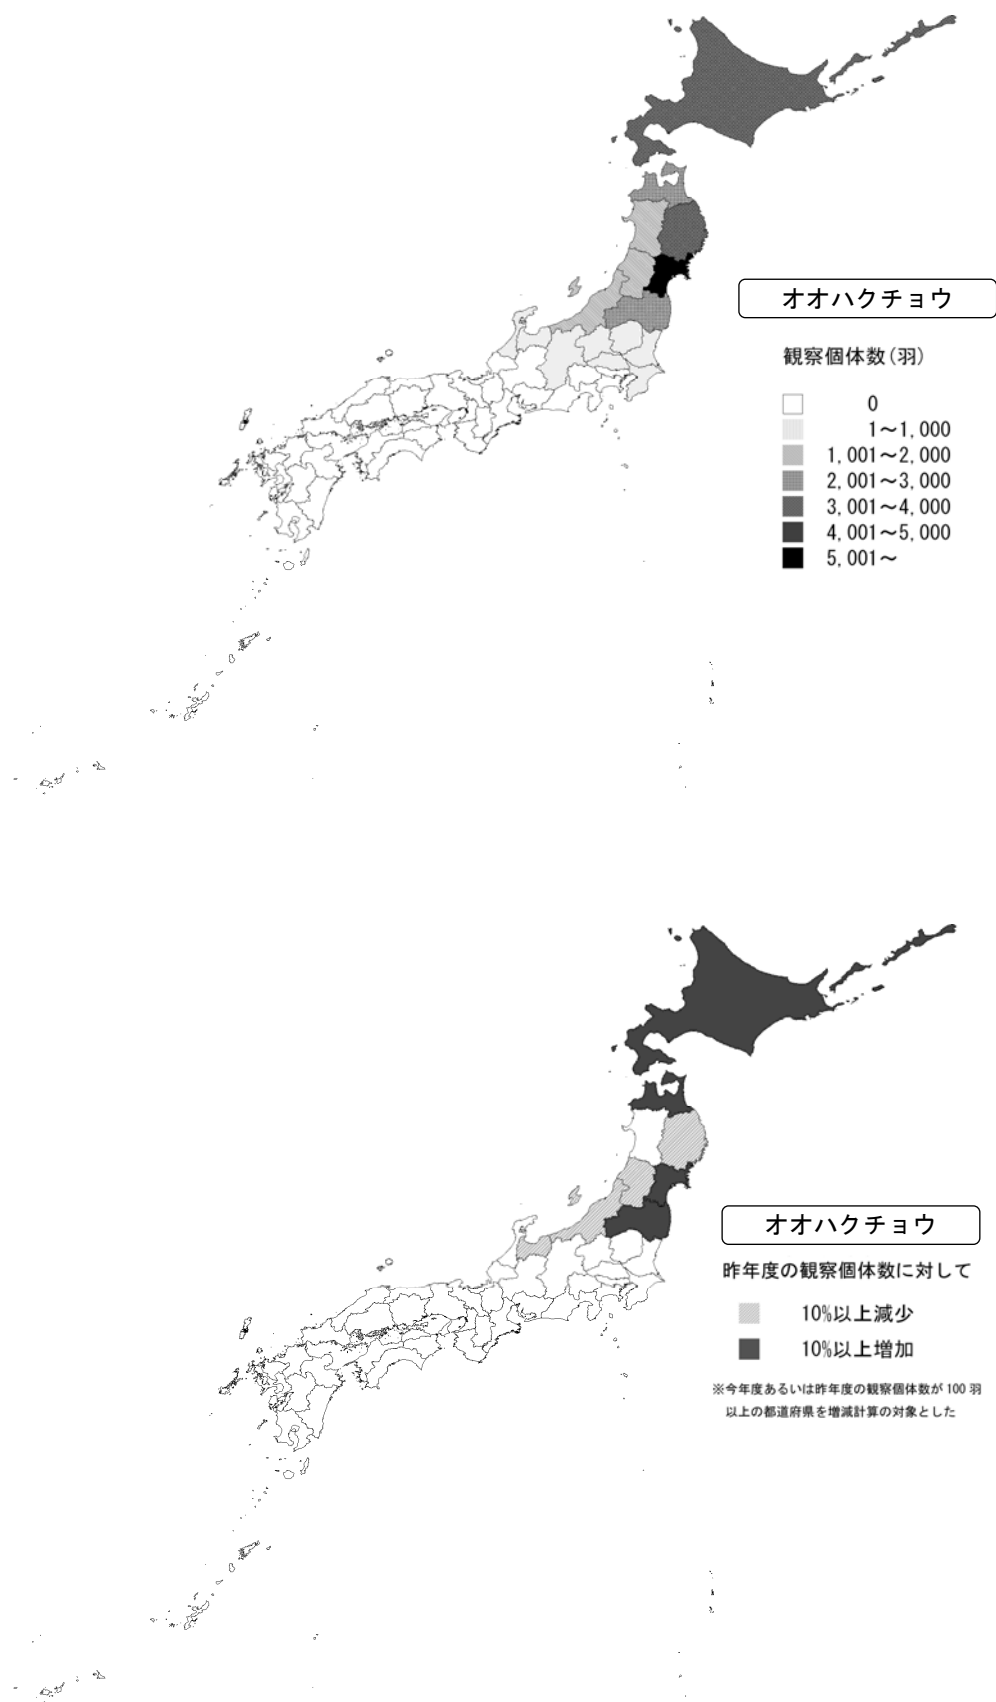 オオハクチョウ
観察個体数(羽)
0
1～1,000
1,001～2,000
2,001～3,000
3,001～4,000
4,001～5,000
5,001～
オオハクチョウ
昨年度の観察個体数に対して
10%以上減少
10%以上増加
※今年度あるいは昨年度の観察個体数が100羽
以上の都道府県を増減計算の対象とした